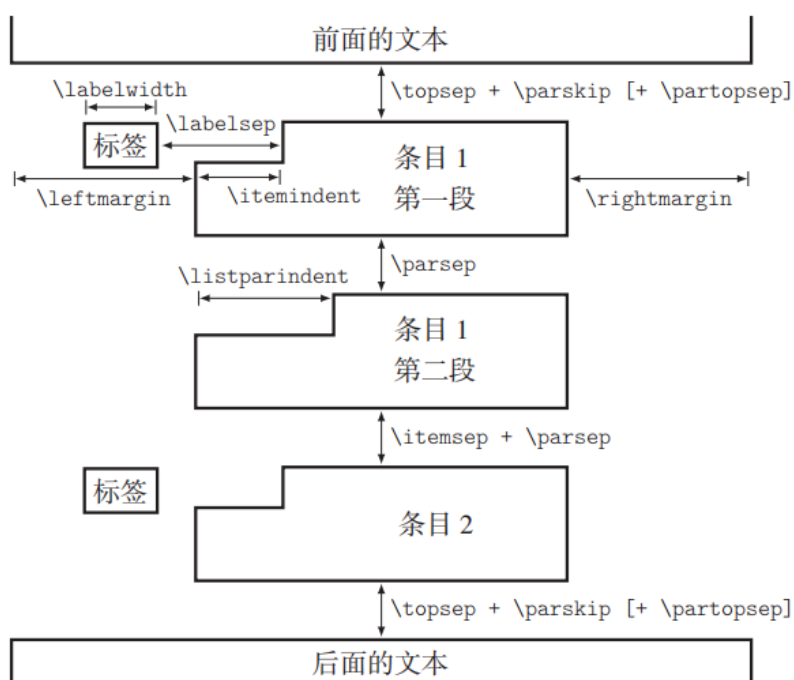 前面的文本
\topsep + \parskip [+ \partopsep]
\labelwidth
标签
\labelsep
条目 1
第一段
\leftmargin
\itemindent
\rightmargin
\parsep
\listparindent
条目 1
第二段
\itemsep + \parsep
标签
条目 2
\topsep + \parskip [+ \partopsep]
后面的文本